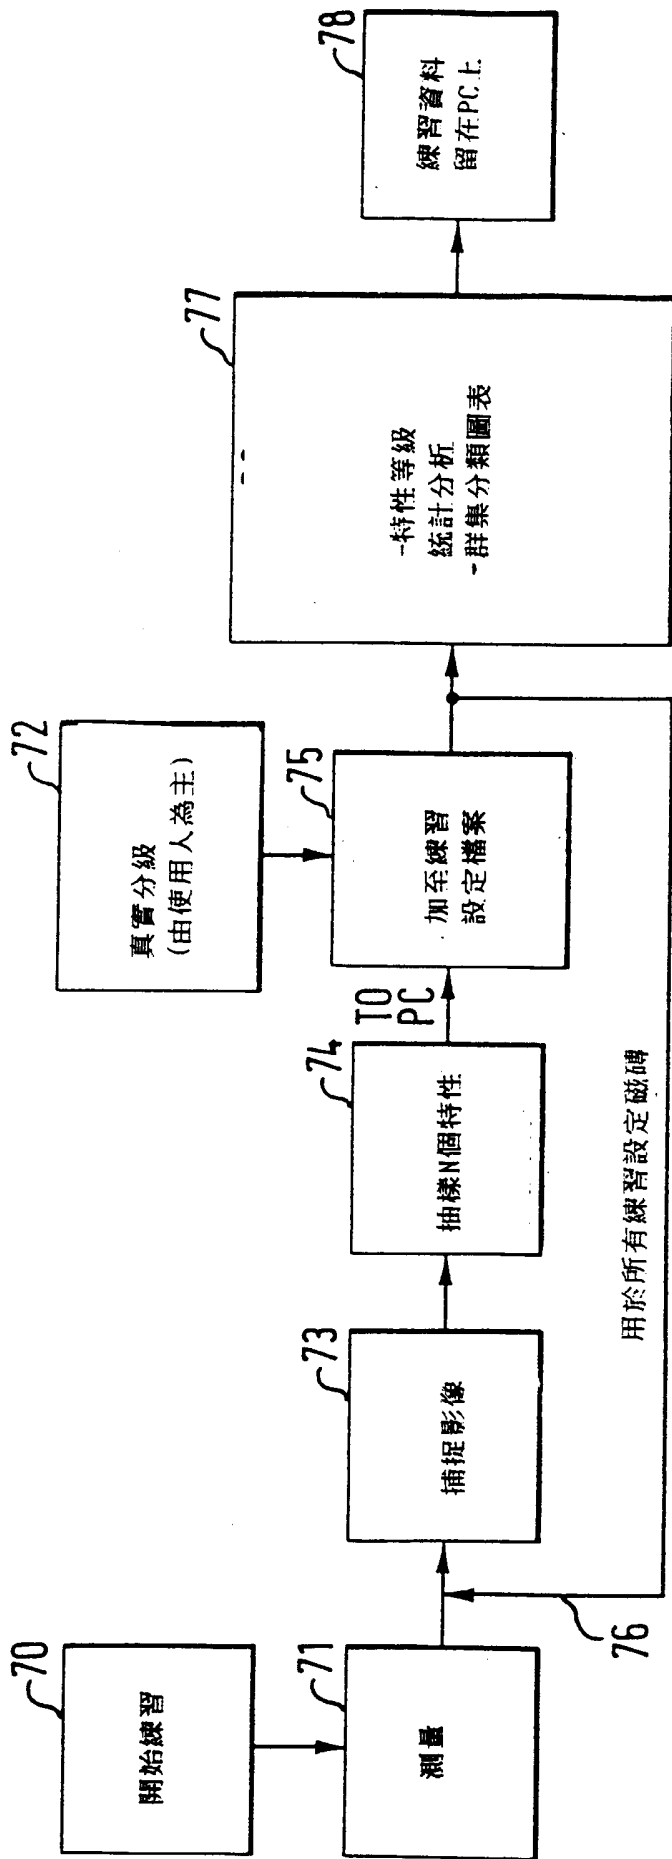 70
開始練習
71
測量
73
捕捉影像
74
抽樣N個特性
TO
PC
72
真實分級
(由使用人為主)
75
加至練習
設定檔案
76
用於所有練習設定磁磚
77
-特性等級
統計分析
-群集分類圖表
78
練習資料
留在PC上